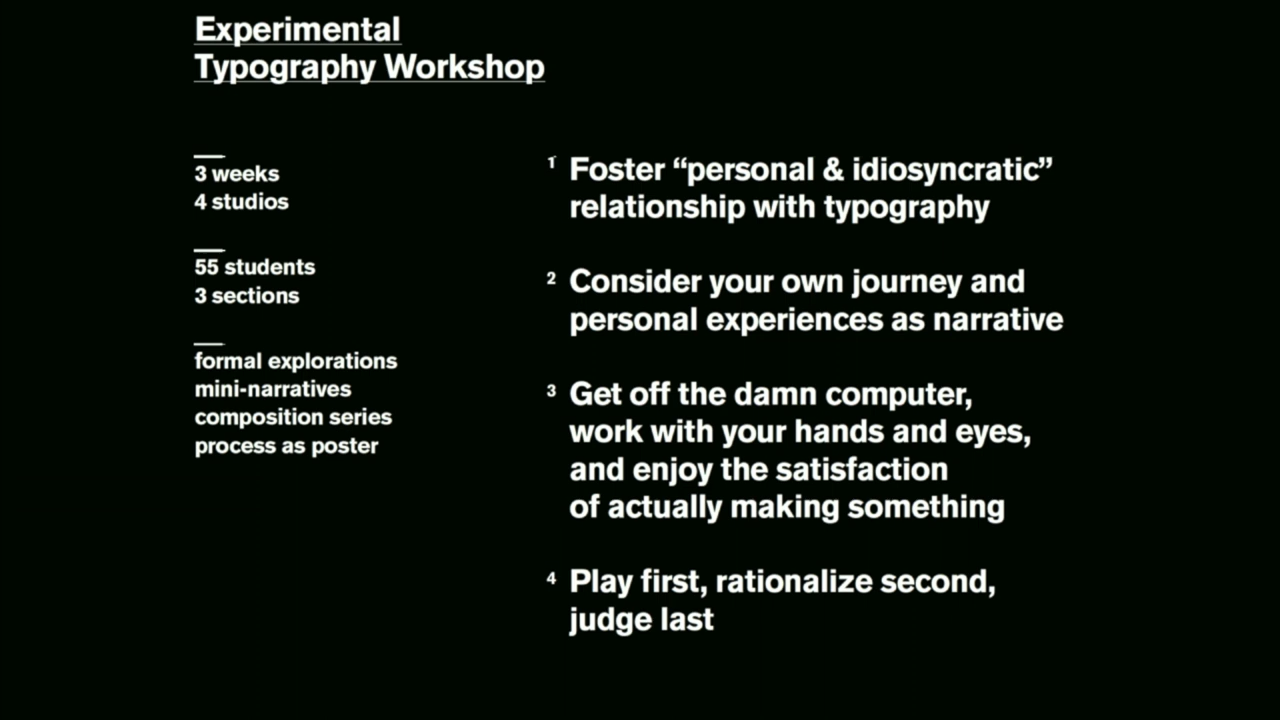 Experimental
Typography Workshop
3 weeks
4 studios
55 students
3 sections
formal explorations
mini-narratives
composition series
process as poster
1 Foster “personal & idiosyncratic”
relationship with typography
2 Consider your own journey and
personal experiences as narrative
3 Get off the damn computer,
work with your hands and eyes,
and enjoy the satisfaction
of actually making something
4 Play first, rationalize second,
judge last